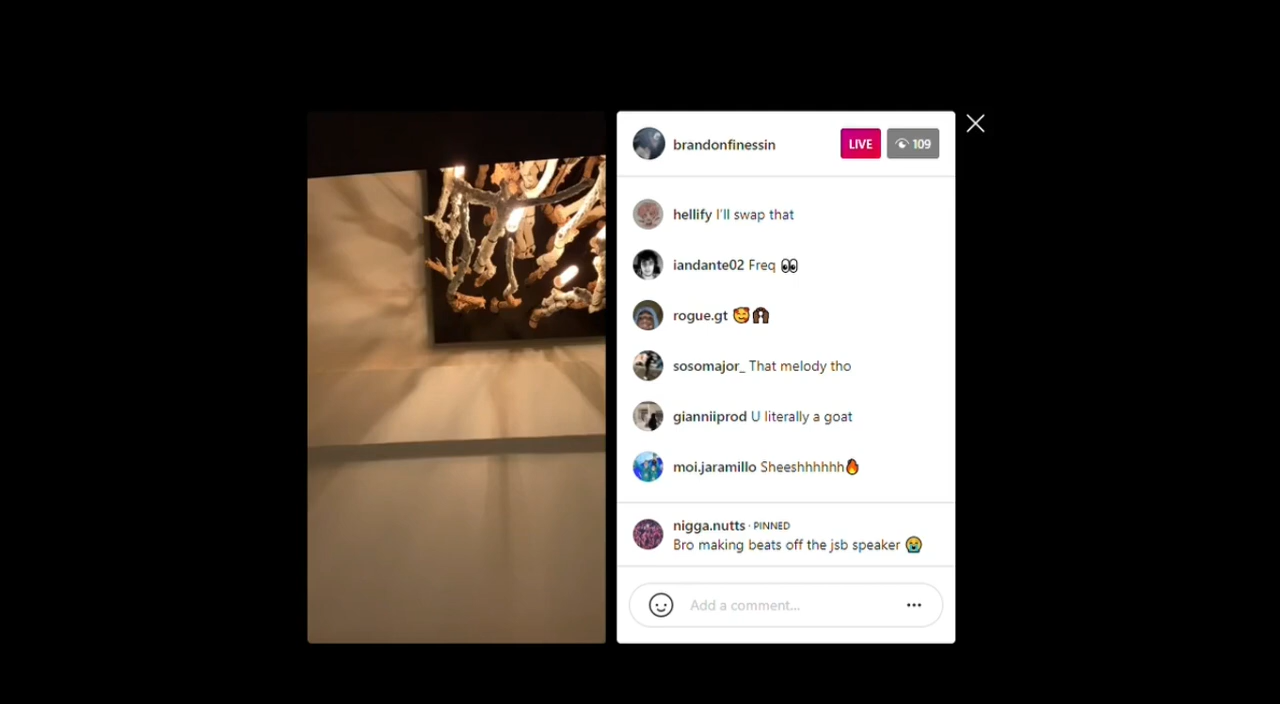 brandonfinessin LIVE 109
hellify I'll swap that
iandante02 Freq 👀
rogue.gt 🥰🙈
sosomajor_ That melody tho
gianniiprod U literally a goat
moi.jaramillo Sheeshhhhhh🔥
nigga.nutts · PINNED
Bro making beats off the jsb speaker 😭
Add a comment...